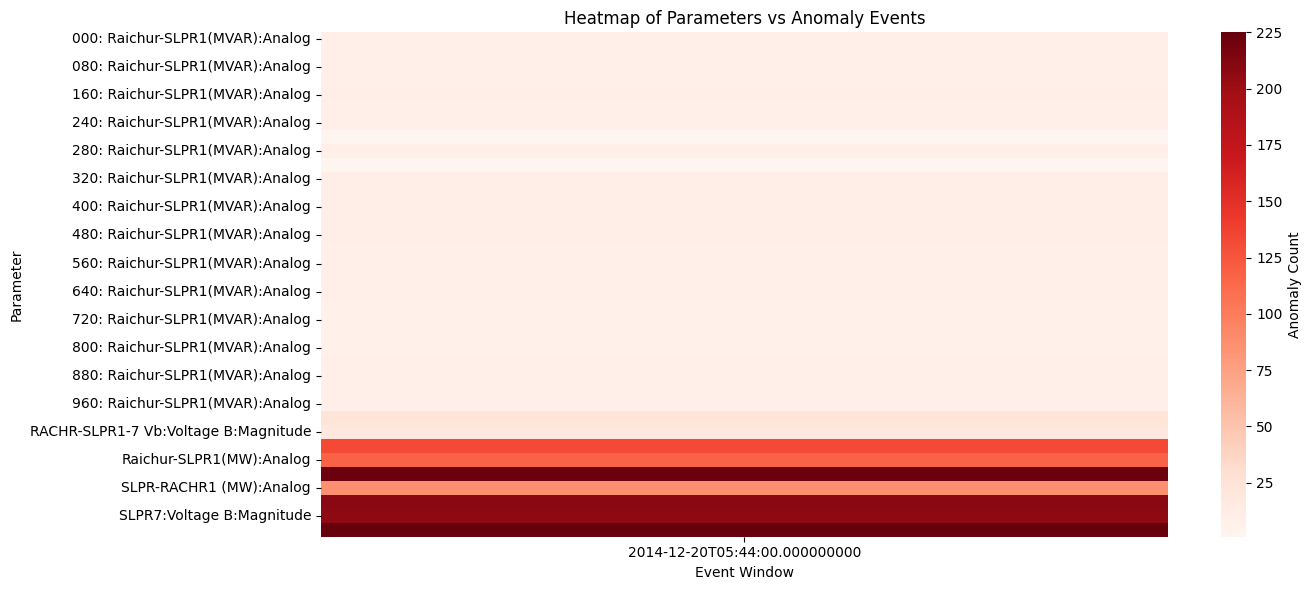 Heatmap of Parameters vs Anomaly Events
Parameter
000: Raichur-SLPR1(MVAR):Analog
080: Raichur-SLPR1(MVAR):Analog
160: Raichur-SLPR1(MVAR):Analog
240: Raichur-SLPR1(MVAR):Analog
280: Raichur-SLPR1(MVAR):Analog
320: Raichur-SLPR1(MVAR):Analog
400: Raichur-SLPR1(MVAR):Analog
480: Raichur-SLPR1(MVAR):Analog
560: Raichur-SLPR1(MVAR):Analog
640: Raichur-SLPR1(MVAR):Analog
720: Raichur-SLPR1(MVAR):Analog
800: Raichur-SLPR1(MVAR):Analog
880: Raichur-SLPR1(MVAR):Analog
960: Raichur-SLPR1(MVAR):Analog
RACHR-SLPR1-7 Vb:Voltage B:Magnitude
Raichur-SLPR1(MW):Analog
SLPR-RACHR1 (MW):Analog
SLPR7:Voltage B:Magnitude
2014-12-20T05:44:00.000000000
Event Window
225
200
175
150
125
100
75
50
25
Anomaly Count